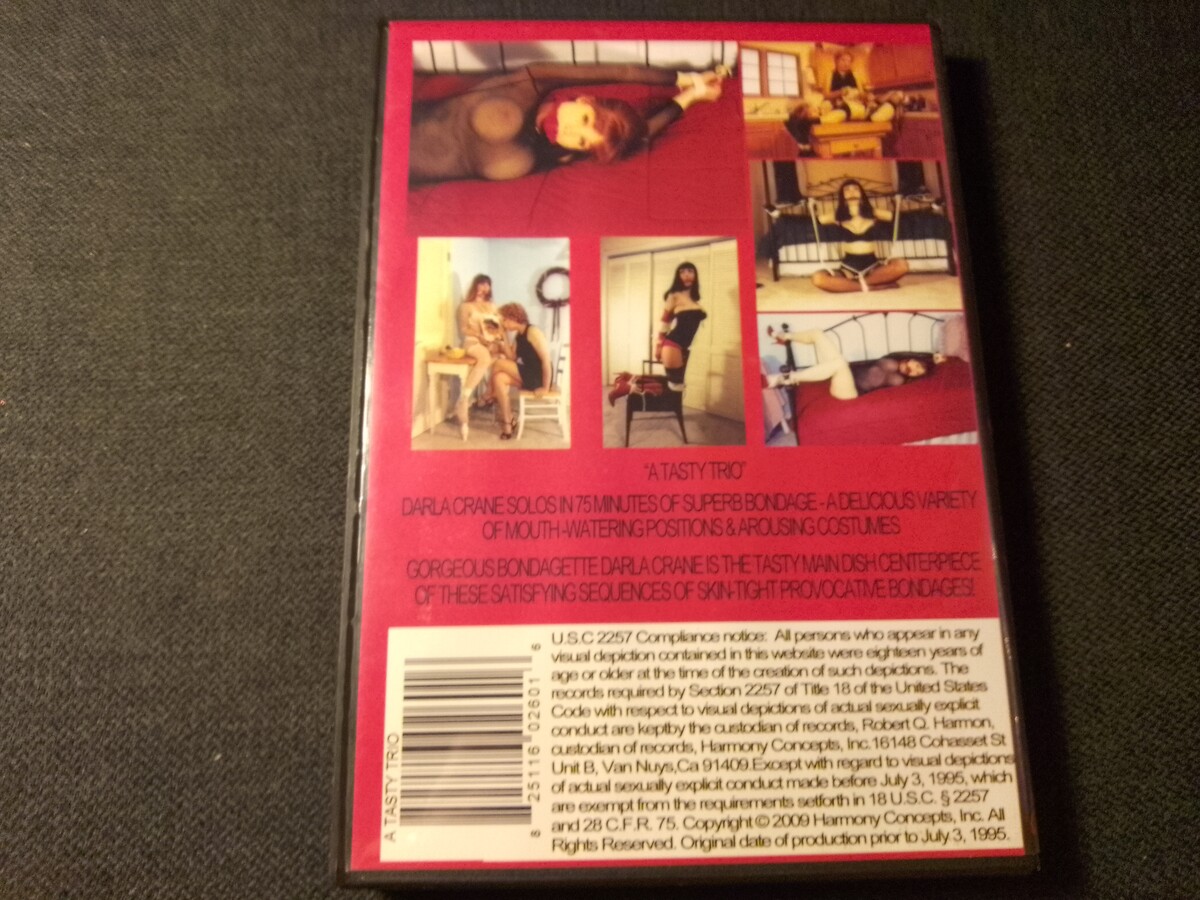 "A TASTY TRIO"
DARLA CRANE SOLOS IN 75 MINUTES OF SUPERB BONDAGE - A DELICIOUS VARIETY
OF MOUTH-WATERING POSITIONS & AROUSING COSTUMES
GORGEOUS BONDAGETTE DARLA CRANE IS THE TASTY MAIN DISH CENTERPIECE
OF THESE SATISFYING SEQUENCES OF SKIN-TIGHT PROVOCATIVE BONDAGES!
A TASTY TRIO
8 25116 02601 6
U.S.C 2257 Compliance notice: All persons who appear in any
visual depiction contained in this website were eighteen years of
age or older at the time of the creation of such depictions. The
records required by Section 2257 of Title 18 of the United States
Code with respect to visual depictions of actual sexually explicit
conduct are keptby the custodian of records, Robert Q. Harmon,
custodian of records, Harmony Concepts, Inc.16148 Cohasset St
Unit B, Van Nuys,Ca 91409.Except with regard to visual depictions
of actual sexually explicit conduct made before July 3, 1995, which
are exempt from the requirements setforth in 18 U.S.C. § 2257
and 28 C.F.R. 75. Copyright © 2009 Harmony Concepts, Inc. All
Rights Reserved. Original date of production prior to July 3, 1995.